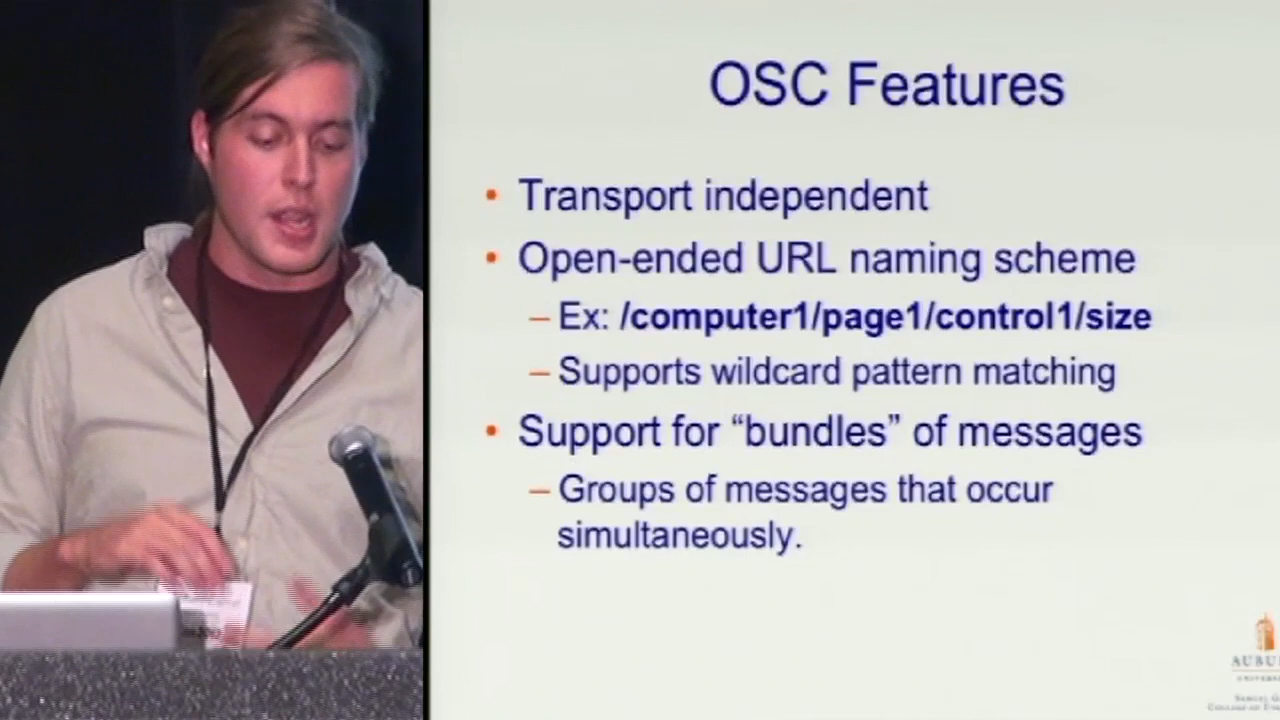 OSC Features
• Transport independent
• Open-ended URL naming scheme
– Ex: /computer1/page1/control1/size
– Supports wildcard pattern matching
• Support for “bundles” of messages
– Groups of messages that occur
simultaneously.
AUBU